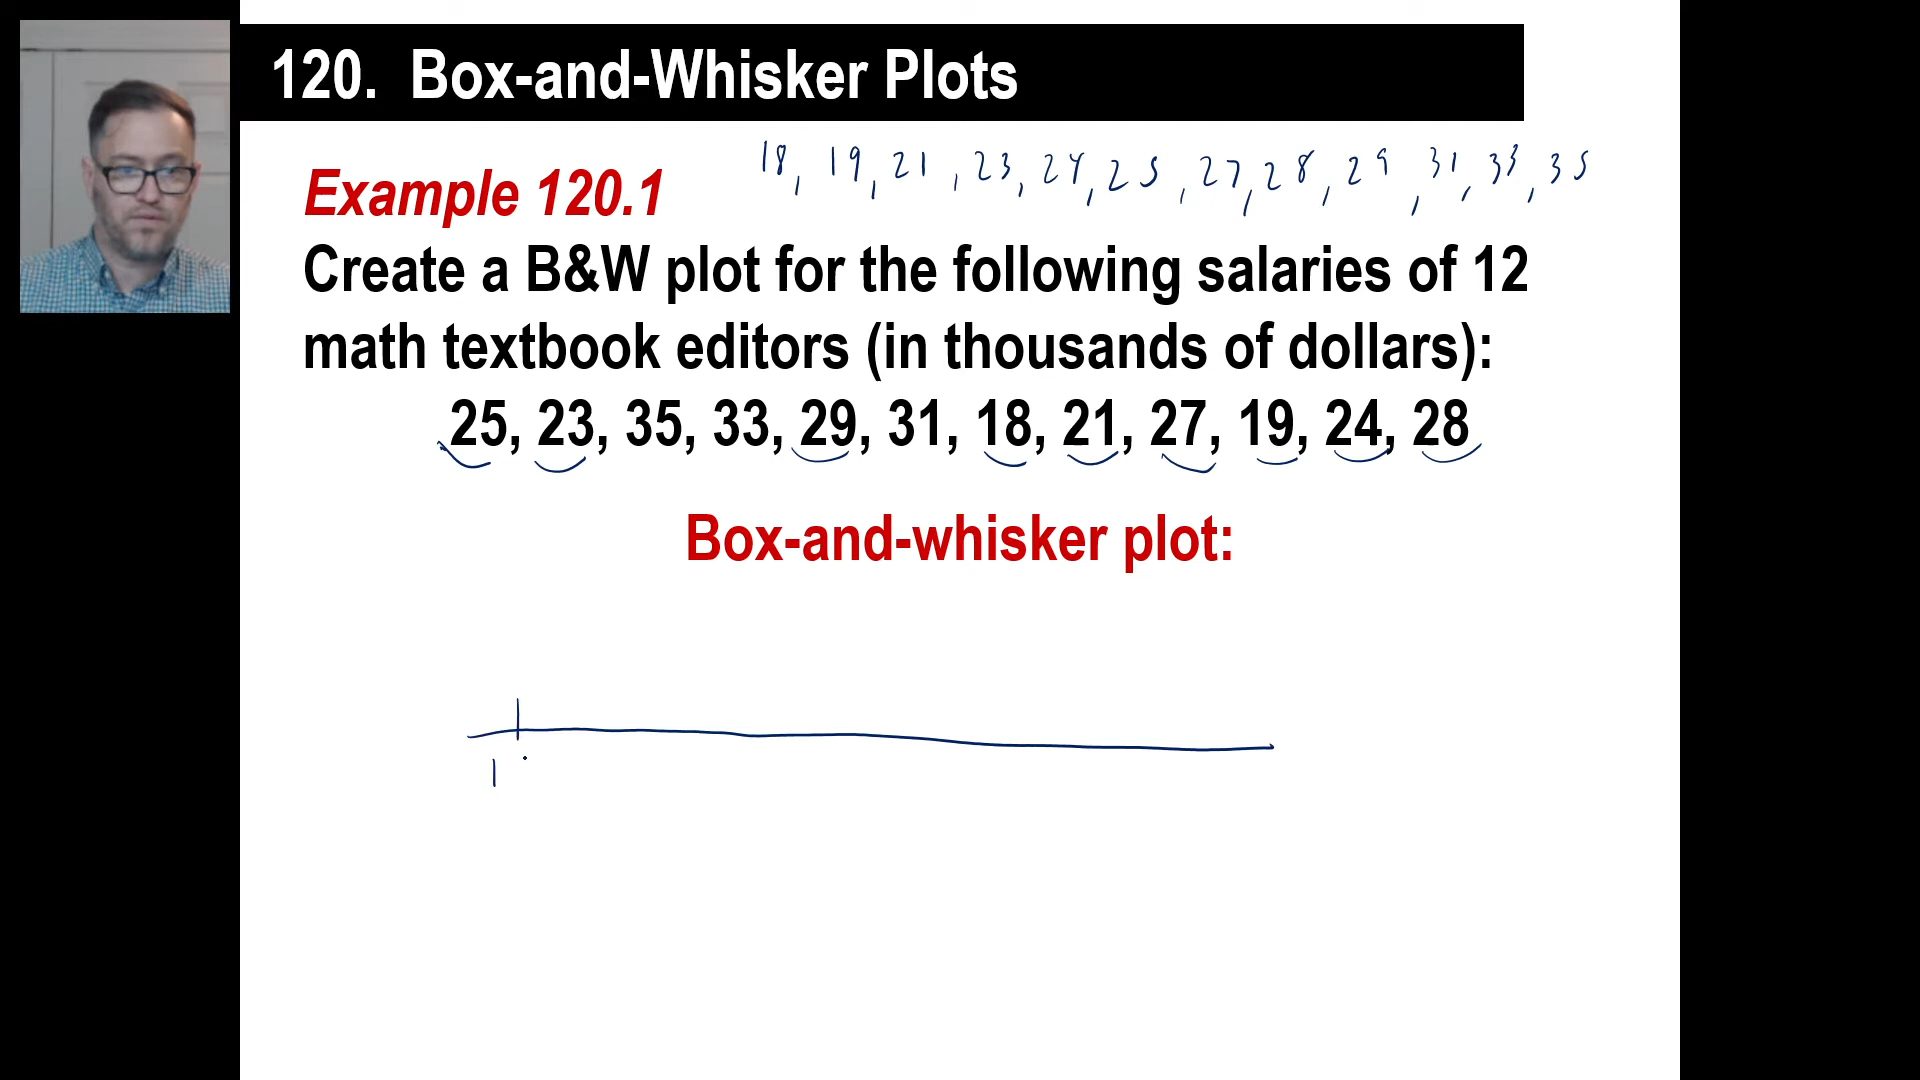 120. Box-and-Whisker Plots
18, 19, 21, 23, 24, 25, 27, 28, 29, 31, 33, 35
Example 120.1
Create a B&W plot for the following salaries of 12
math textbook editors (in thousands of dollars):
25, 23, 35, 33, 29, 31, 18, 21, 27, 19, 24, 28
Box-and-whisker plot:
1